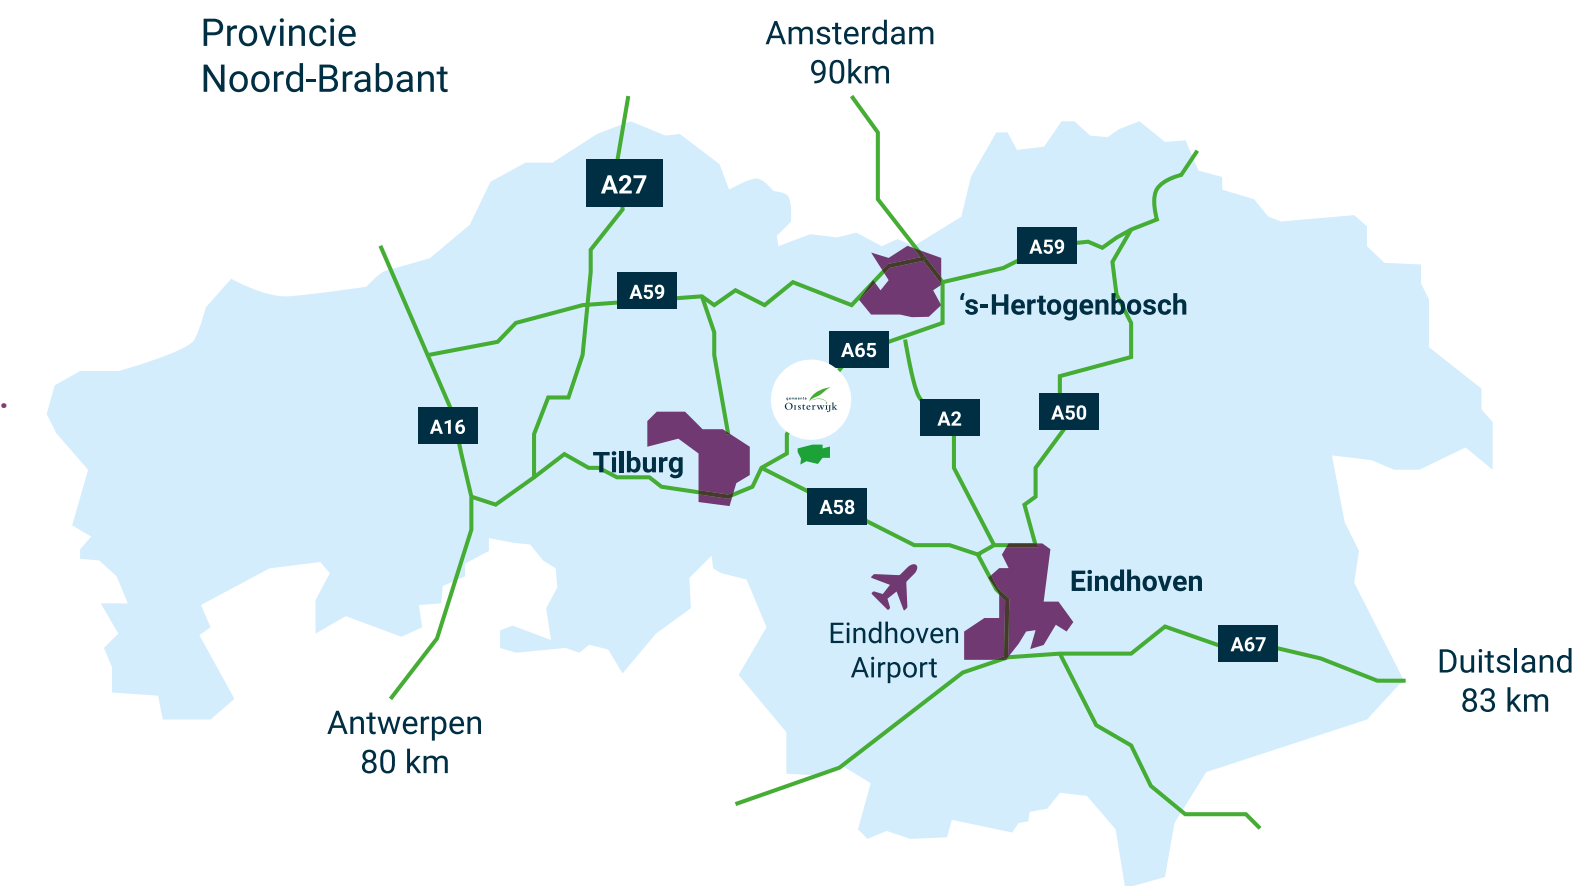 Provincie
Noord-Brabant
Amsterdam
90km
A27
A59
A59
‘s-Hertogenbosch
A65
gemeente
Oisterwijk
A16
A2
A50
Tilburg
A58
Eindhoven
Eindhoven
Airport
A67
Duitsland
83 km
Antwerpen
80 km